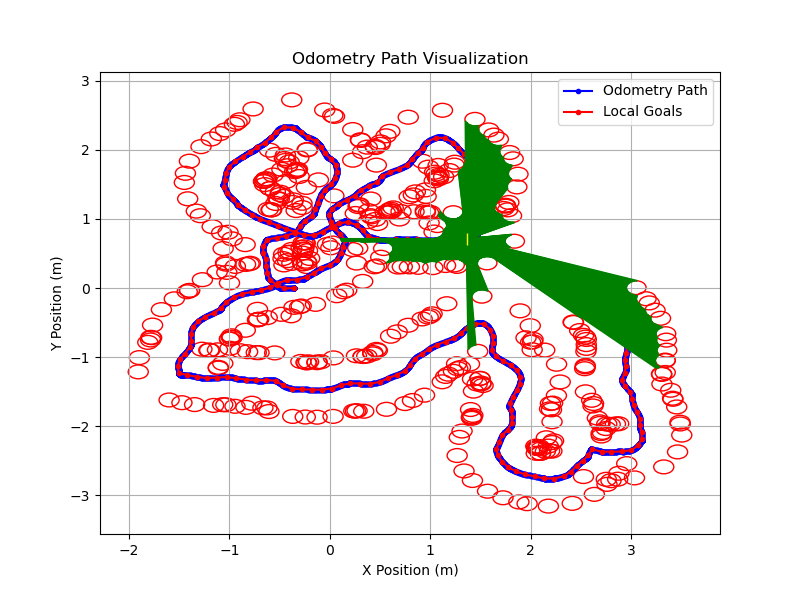 Odometry Path Visualization
Odometry Path
Local Goals
Y Position (m)
3
2
1
0
−1
−2
−3
−2
−1
0
1
2
3
X Position (m)